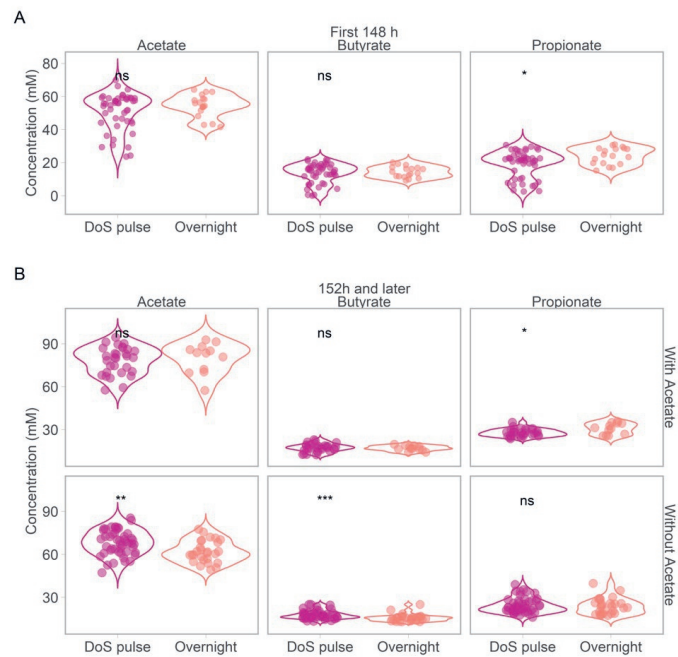 A
First 148 h
Acetate Butyrate Propionate
Concentration (mM)
80
60
40
20
0
ns
ns
*
DoS pulse Overnight DoS pulse Overnight DoS pulse Overnight
B
152h and later
Acetate Butyrate Propionate
Concentration (mM)
90
60
30
ns
ns
*
With Acetate
90
60
30
**
***
ns
Without Acetate
DoS pulse Overnight DoS pulse Overnight DoS pulse Overnight